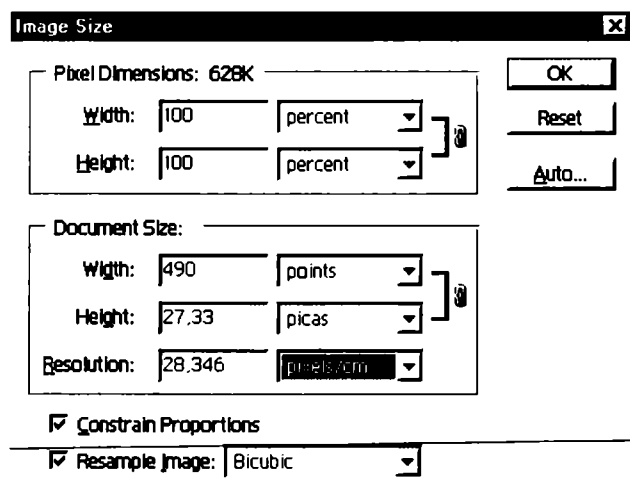 Image Size
Pixel Dimensions: 628K
OK
Width: 100 percent
Reset
Height: 100 percent
Auto...
Document Size:
Width: 490 points
Height: 27,33 picas
Resolution: 28,346 pixels/cm
Constrain Proportions
Resample Image: Bicubic